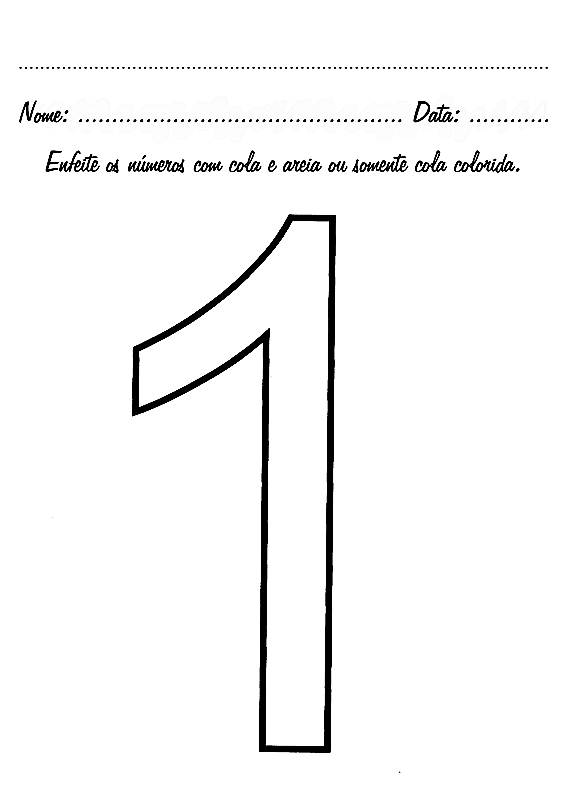 Nome: ........................................... Data: ............
Enfeite os números com cola e areia ou somente cola colorida.
1